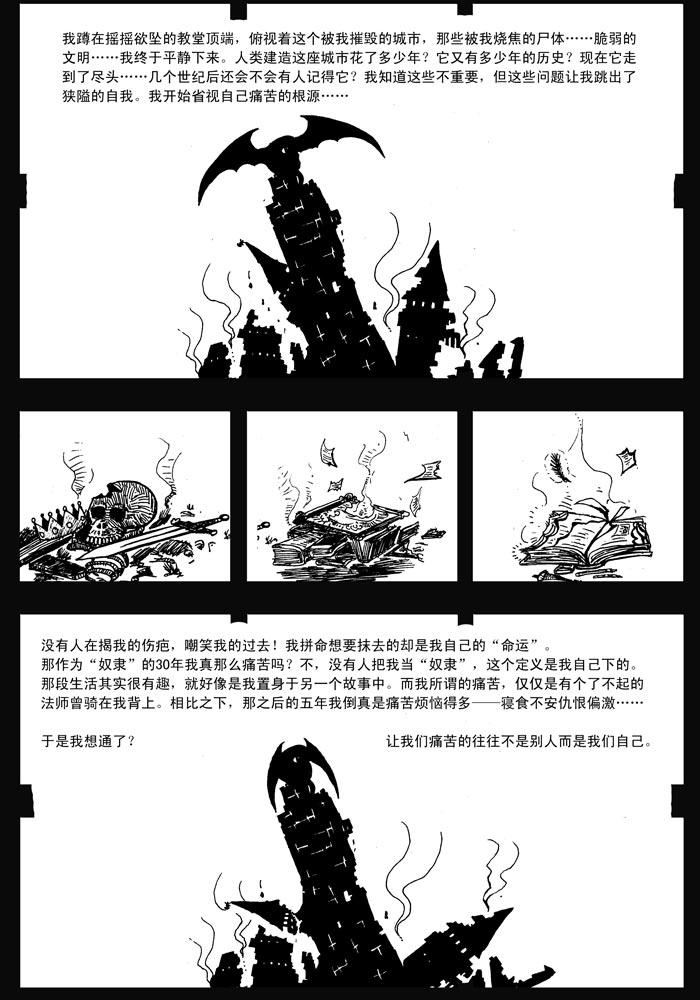 我蹲在摇摇欲坠的教堂顶端，俯视着这个被我摧毁的城市，那些被我烧焦的尸体……脆弱的
文明……我终于平静下来。人类建造这座城市花了多少年？它又有多少年的历史？现在它走
到了尽头……几个世纪后还会不会有人记得它？我知道这些不重要，但这些问题让我跳出了
狭隘的自我。我开始省视自己痛苦的根源……
没有人在揭我的伤疤，嘲笑我的过去！我拼命想要抹去的却是我自己的“命运”。
那作为“奴隶”的30年我真那么痛苦吗？不，没有人把我当“奴隶”，这个定义是我自己下的。
那段生活其实很有趣，就好像是我置身于另一个故事中。而我所谓的痛苦，仅仅是有个了不起的
法师曾骑在我背上。相比之下，那之后的五年我倒真是痛苦烦恼得多——寝食不安仇恨偏激……
于是我想通了？
让我们痛苦的往往不是别人而是我们自己。